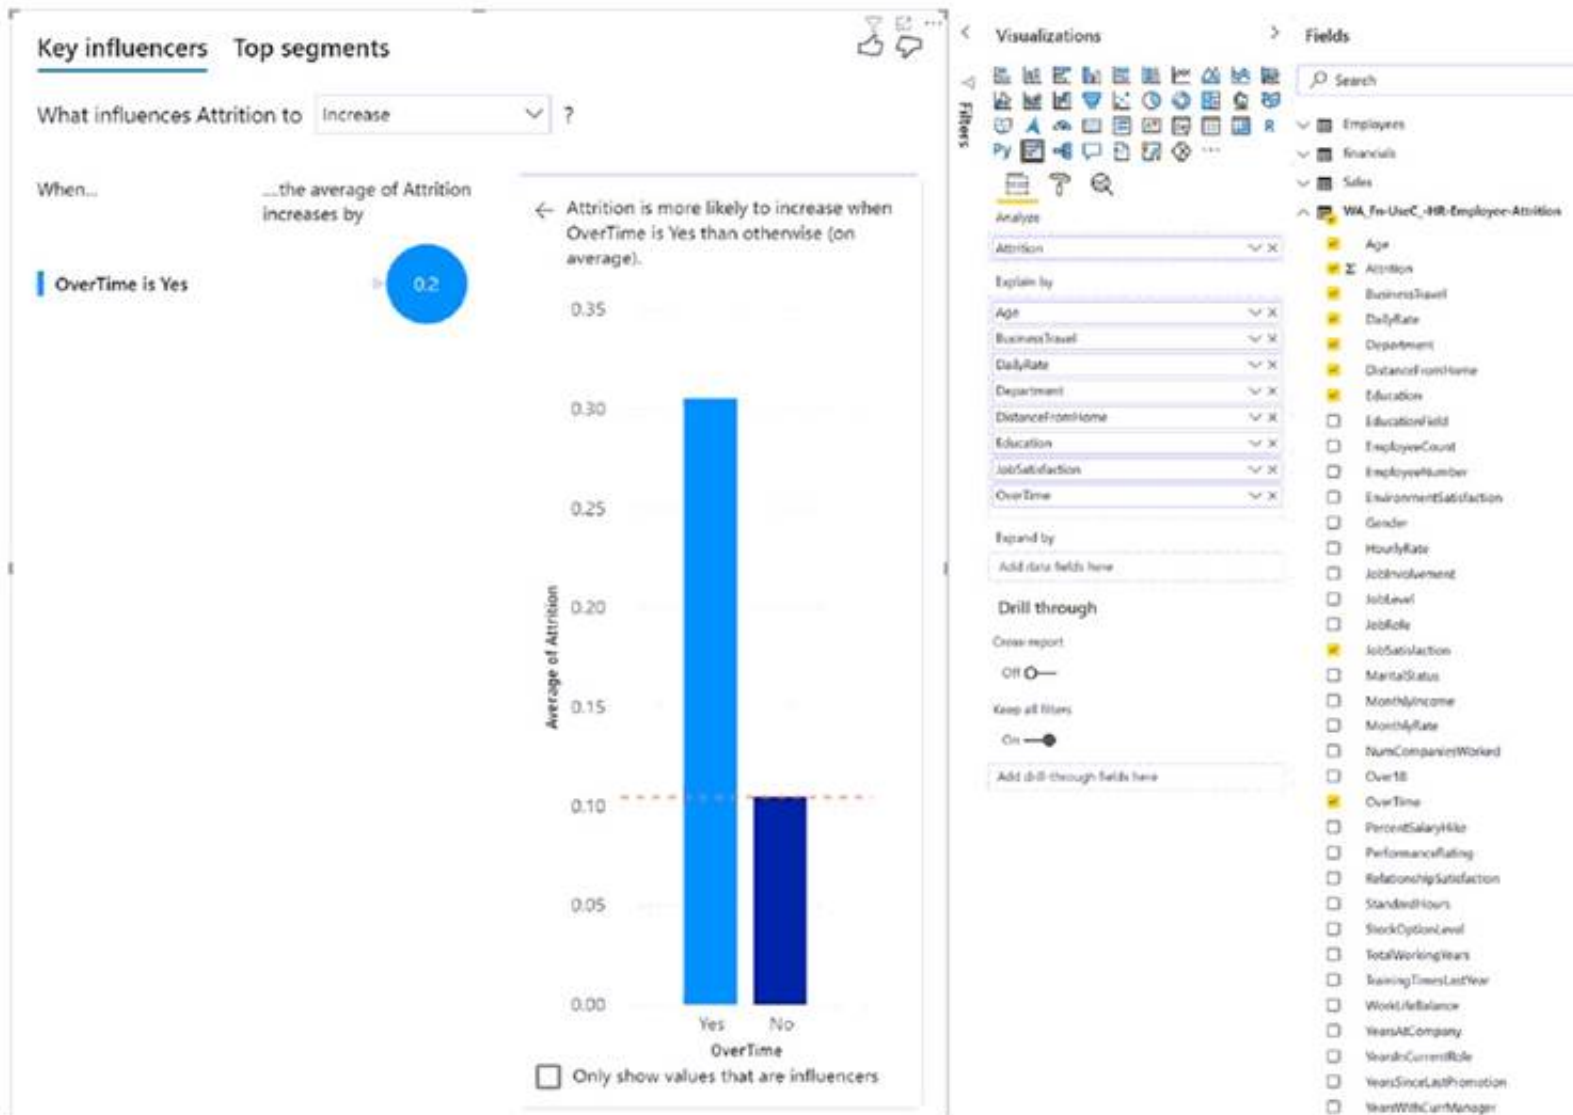 Key influencers Top segments
What influences Attrition to Increase ?
When...
....the average of Attrition
increases by
OverTime is Yes
0.2
Attrition is more likely to increase when
OverTime is Yes than otherwise (on
average).
0.35
0.30
0.25
0.20
0.15
0.10
0.05
0.00
Average of Attrition
Yes No
OverTime
Only show values that are influencers
Filters
Visualizations
R
Py
Analyze
Attrition
Explain by
Age
BusinessTravel
DailyRate
Department
DistanceFromHome
Education
JobSatisfaction
OverTime
Expand by
Add data fields here
Drill through
Cross-report
Off
Keep all filters
On
Add drill-through fields here
Fields
Search
Employees
financials
Sales
WA_Fn-UseC_-HR-Employee-Attrition
Age
Σ Attrition
BusinessTravel
DailyRate
Department
DistanceFromHome
Education
EducationField
EmployeeCount
EmployeeNumber
EnvironmentSatisfaction
Gender
HourlyRate
JobInvolvement
JobLevel
JobRole
JobSatisfaction
MaritalStatus
MonthlyIncome
MonthlyRate
NumCompaniesWorked
Over18
OverTime
PercentSalaryHike
PerformanceRating
RelationshipSatisfaction
StandardHours
StockOptionLevel
TotalWorkingYears
TrainingTimesLastYear
WorkLifeBalance
YearsAtCompany
YearsInCurrentRole
YearsSinceLastPromotion
YearsWithCurrManager